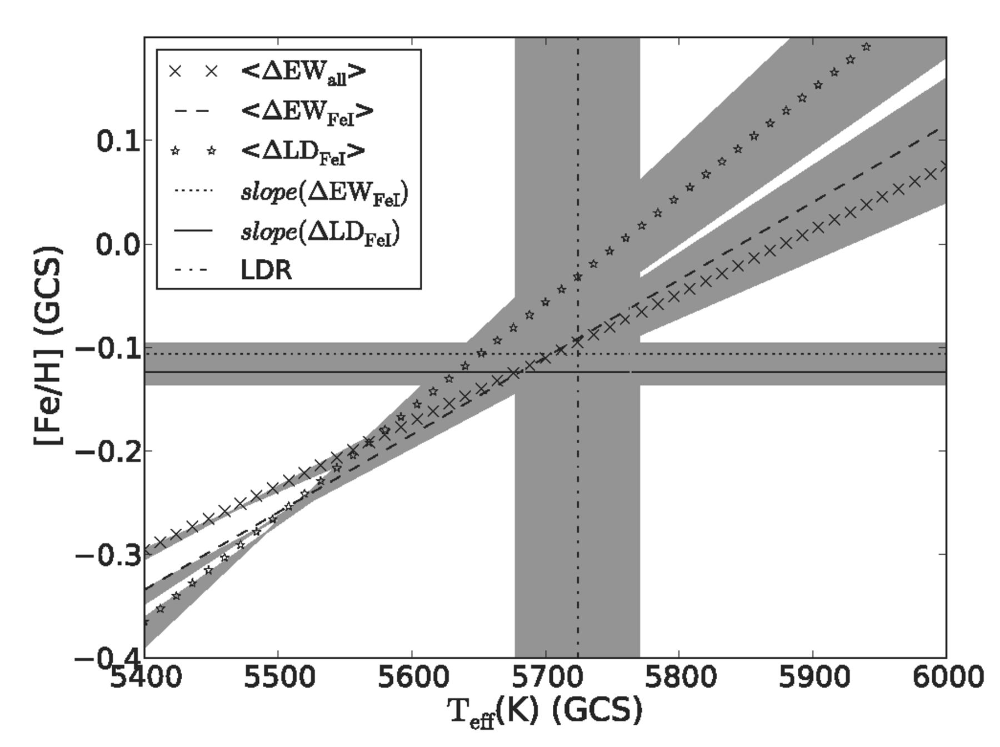 <ΔEW_all>
<ΔEW_FeI>
<ΔLD_FeI>
slope(ΔEW_FeI)
slope(ΔLD_FeI)
LDR
0.1
0.0
−0.1
−0.2
−0.3
−0.4
[Fe/H] (GCS)
5400 5500 5600 5700 5800 5900 6000
T_eff(K) (GCS)